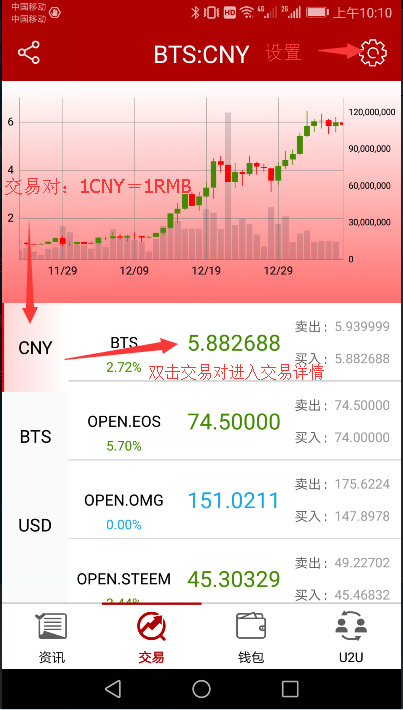 中国移动
中国移动
HD 4G 2G 上午10:10
BTS:CNY 设置
6
4
2
120,000,000
90,000,000
60,000,000
30,000,000
0
交易对：1CNY＝1RMB
11/29 12/09 12/19 12/29
CNY
BTS
USD
BTS 5.882688 卖出：5.939999
2.72% 买入：5.882688
双击交易对进入交易详情
OPEN.EOS 74.50000 卖出：74.50000
5.70% 买入：74.00000
OPEN.OMG 151.0211 卖出：175.6224
0.00% 买入：147.8978
OPEN.STEEM 45.30329 卖出：49.22702
2.44% 买入：45.46832
资讯 交易 钱包 U2U